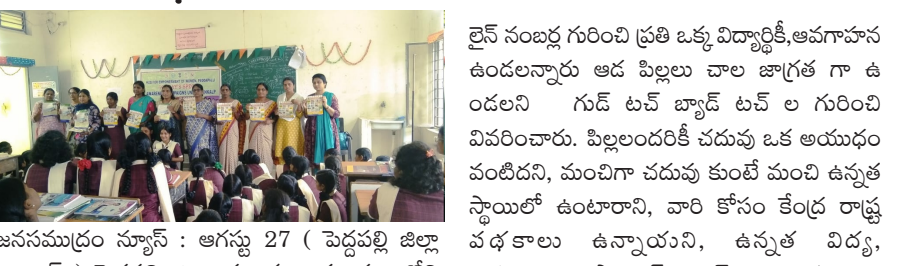 జనసముద్రం న్యూస్ : ఆగస్టు 27 ( పెద్దపల్లి జిల్లా
లైన్ నంబర్ల గురించి ప్రతి ఒక్క విద్యార్థికీ,ఆవగాహన
ఉండలన్నారు ఆడ పిల్లలు చాల జాగ్రత గా ఉ
ండలని గుడ్ టచ్ బ్యాడ్ టచ్ ల గురించి
వివరించారు. పిల్లలందరికీ చదువు ఒక అయుధం
వంటిదని, మంచిగా చదువు కుంటే మంచి ఉన్నత
స్థాయిలో ఉంటారాని, వారి కోసం కేంద్ర రాష్ట్ర
వథకాలు ఉన్నాయని, ఉన్నత విద్య,